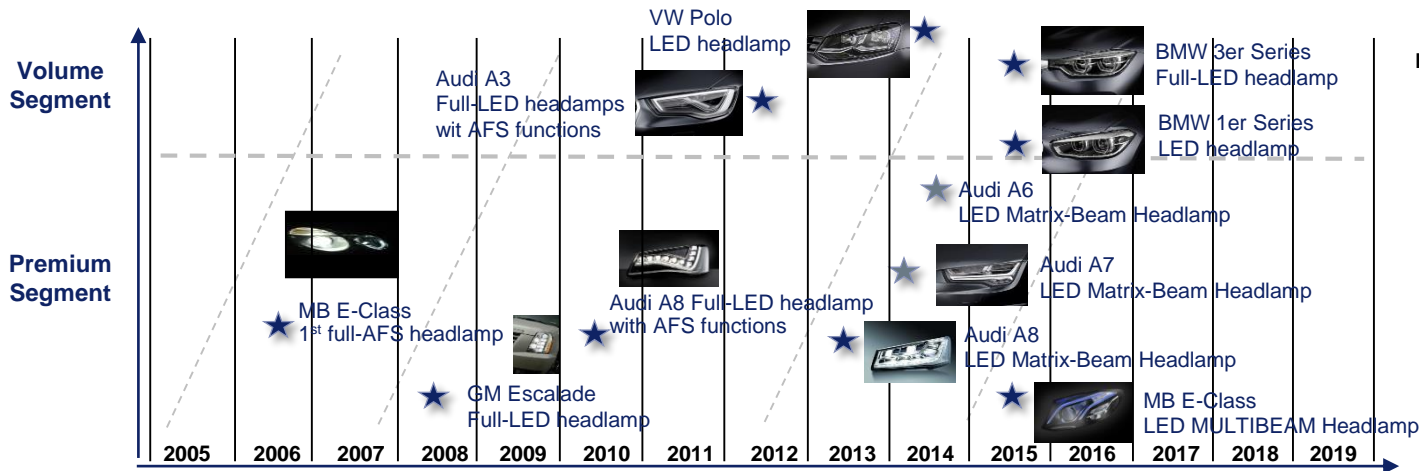 Volume
Segment
Premium
Segment
VW Polo
LED headlamp
Audi A3
Full-LED headamps
wit AFS functions
BMW 3er Series
Full-LED headlamp
BMW 1er Series
LED headlamp
Audi A6
LED Matrix-Beam Headlamp
Audi A7
LED Matrix-Beam Headlamp
MB E-Class
1st full-AFS headlamp
Audi A8 Full-LED headlamp
with AFS functions
Audi A8
LED Matrix-Beam Headlamp
GM Escalade
Full-LED headlamp
MB E-Class
LED MULTIBEAM Headlamp
2005 2006 2007 2008 2009 2010 2011 2012 2013 2014 2015 2016 2017 2018 2019